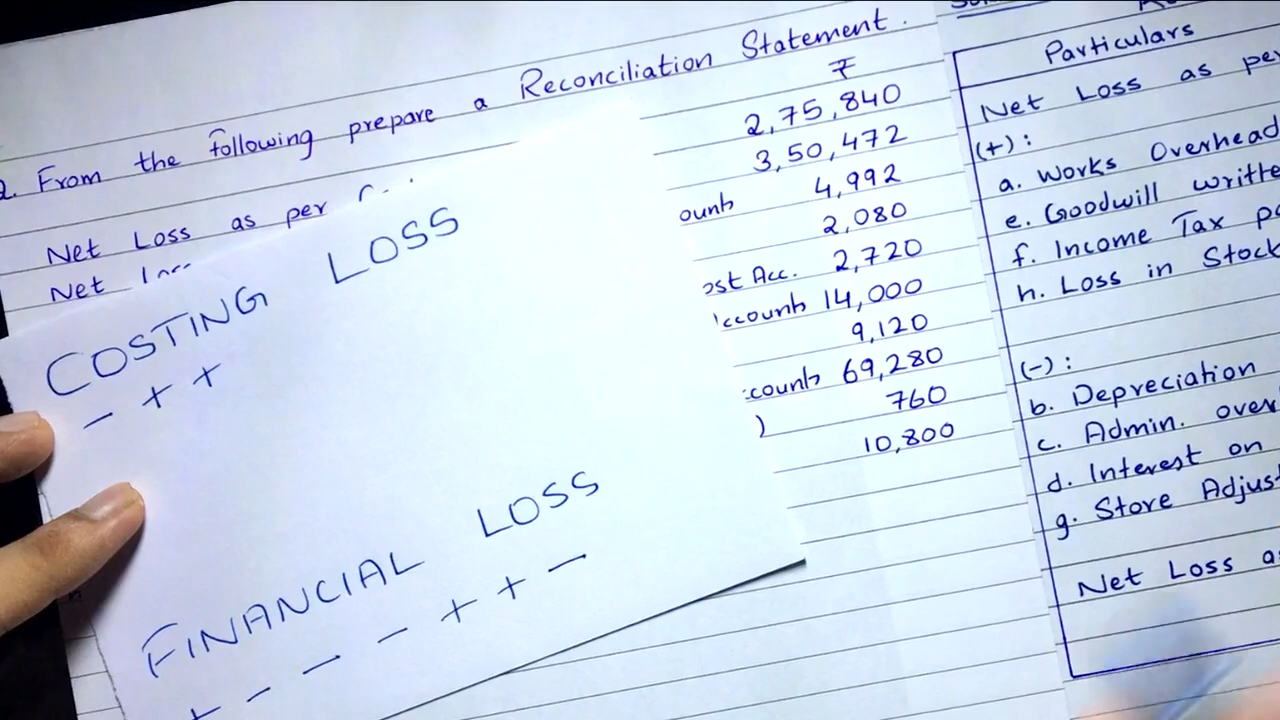 2. From the following prepare a Reconciliation Statement.
₹
Net Loss as per 2,75,840
Net 3,50,472
4,992
2,080
Acc. 2,720
14,000
9,120
69,280
) 760
10,800
COSTING LOSS
- + +
FINANCIAL LOSS
+ - - - + + -
Particulars
Net Loss as per
(+):
a. Works Overhead
e. Goodwill
f. Income Tax
h. Loss in Stock
(-):
b. Depreciation
c. Admin.
d. Interest on
g. Store
Net Loss